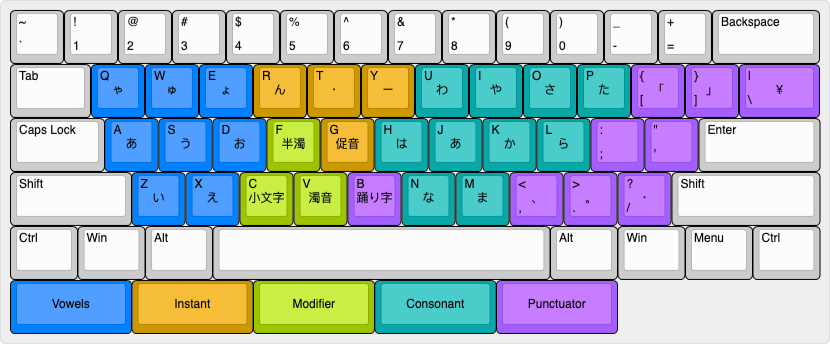 ~ ! @ # $ % ^ & * ( ) _ + Backspace
` 1 2 3 4 5 6 7 8 9 0 - =
Tab Q W E R T Y U I O P { } |
ゃ ゅ ょ ん ・ ー わ や さ た 「 」 ¥
[ ] \
Caps Lock A S D F G H J K L : " Enter
あ う お 半濁 促音 は あ か ら
; '
Shift Z X C V B N M < > ? Shift
い え 小文字 濁音 踊り字 な ま 、 。 ・
, . /
Ctrl Win Alt Alt Win Menu Ctrl
Vowels Instant Modifier Consonant Punctuator